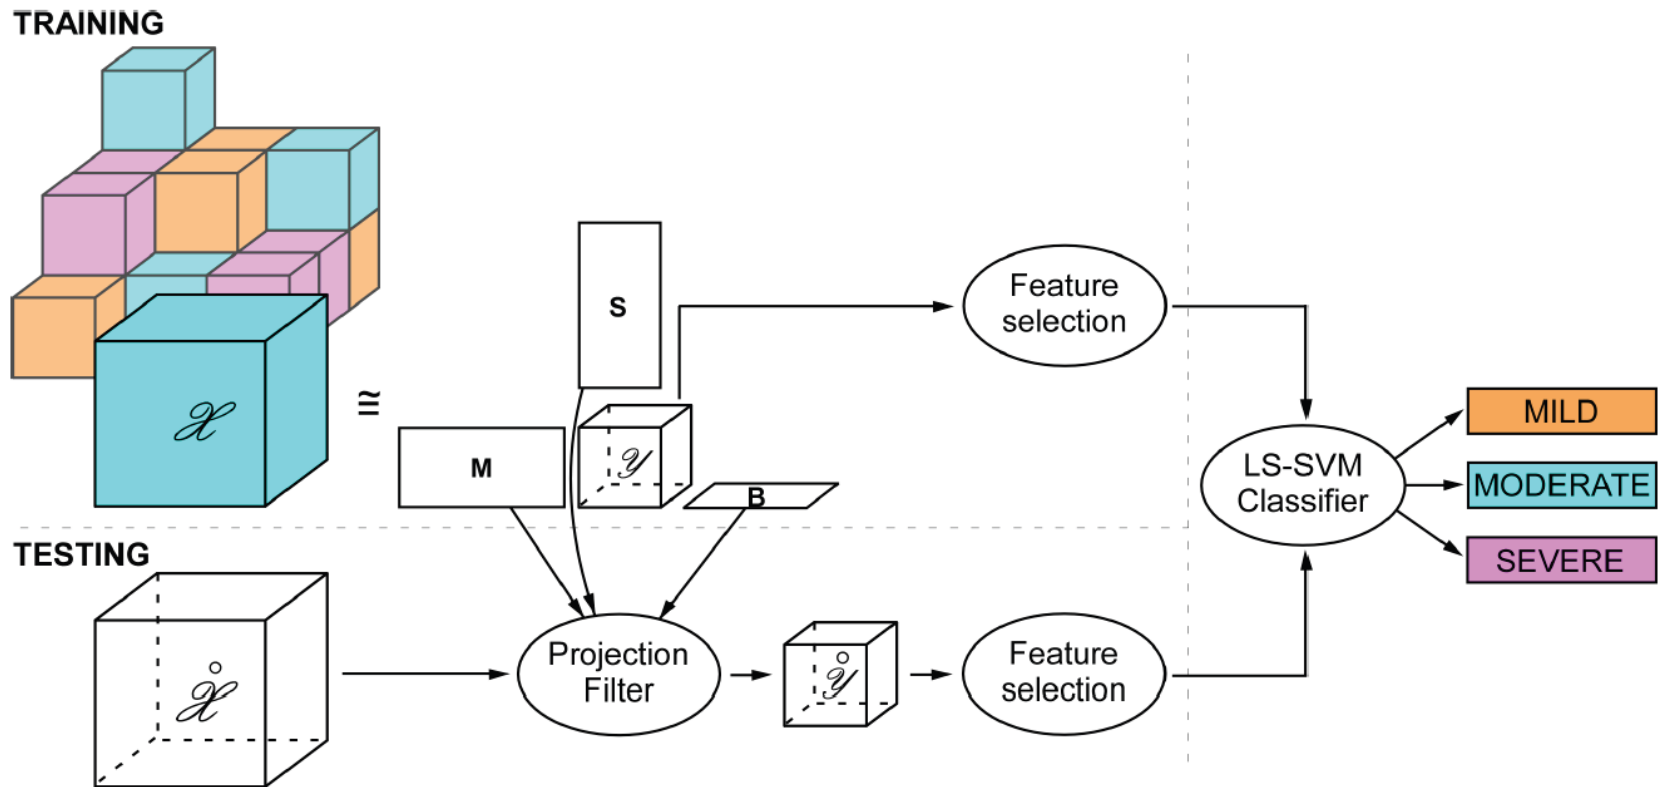 TRAINING
𝒳
≅
M
S
𝒴
B
Feature
selection
LS-SVM
Classifier
MILD
MODERATE
SEVERE
TESTING
𝒳̊
Projection
Filter
𝒴̊
Feature
selection